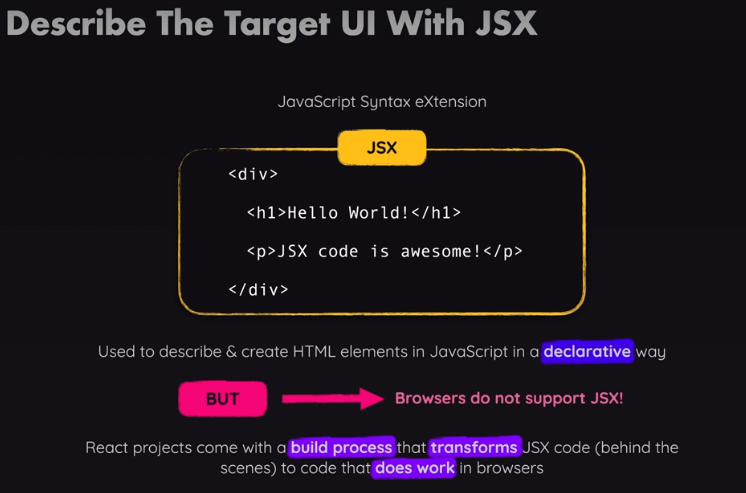 Describe The Target UI With JSX
JavaScript Syntax eXtension
JSX
<div>
<h1>Hello World!</h1>
<p>JSX code is awesome!</p>
</div>
Used to describe & create HTML elements in JavaScript in a declarative way
BUT
Browsers do not support JSX!
React projects come with a build process that transforms JSX code (behind the
scenes) to code that does work in browsers